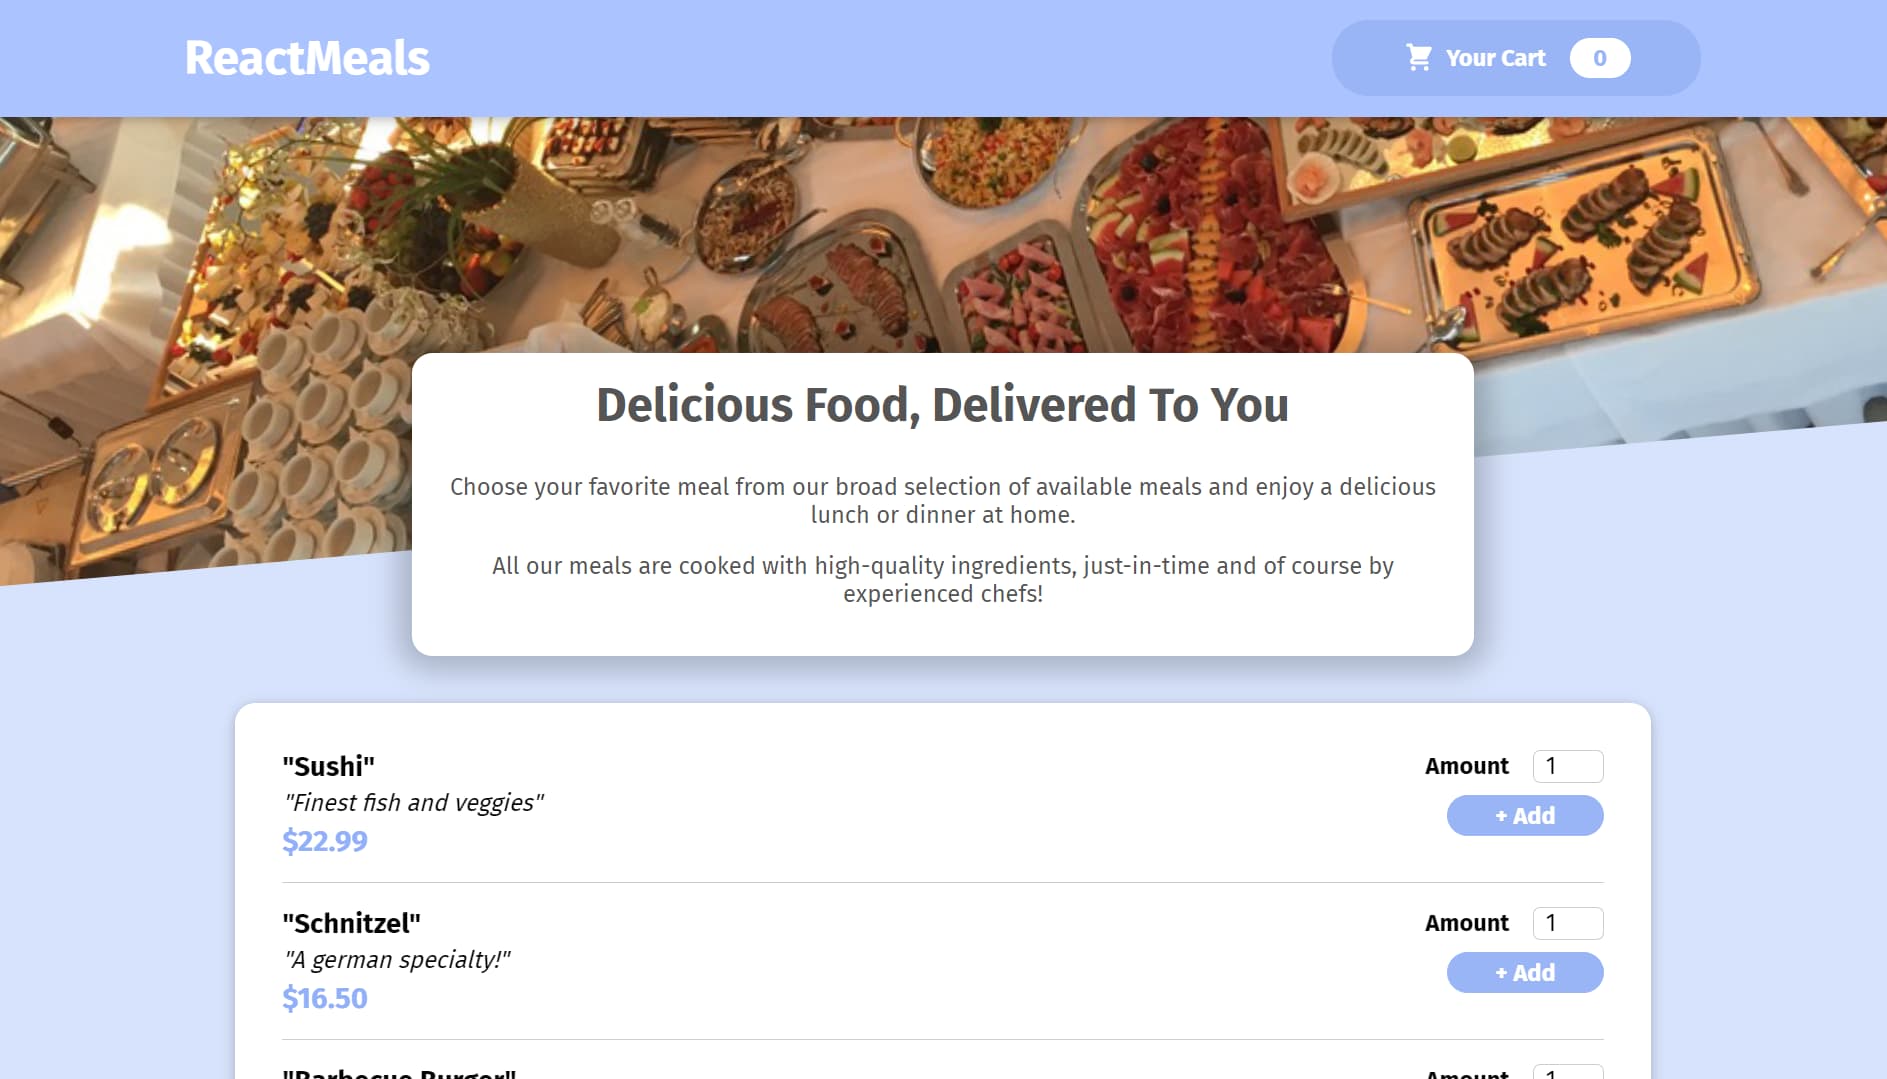 ReactMeals
Your Cart 0
Delicious Food, Delivered To You
Choose your favorite meal from our broad selection of available meals and enjoy a delicious
lunch or dinner at home.
All our meals are cooked with high-quality ingredients, just-in-time and of course by
experienced chefs!
"Sushi"
"Finest fish and veggies"
$22.99
Amount 1
+ Add
"Schnitzel"
"A german specialty!"
$16.50
Amount 1
+ Add
"Barbecue Burger"
Amount 1